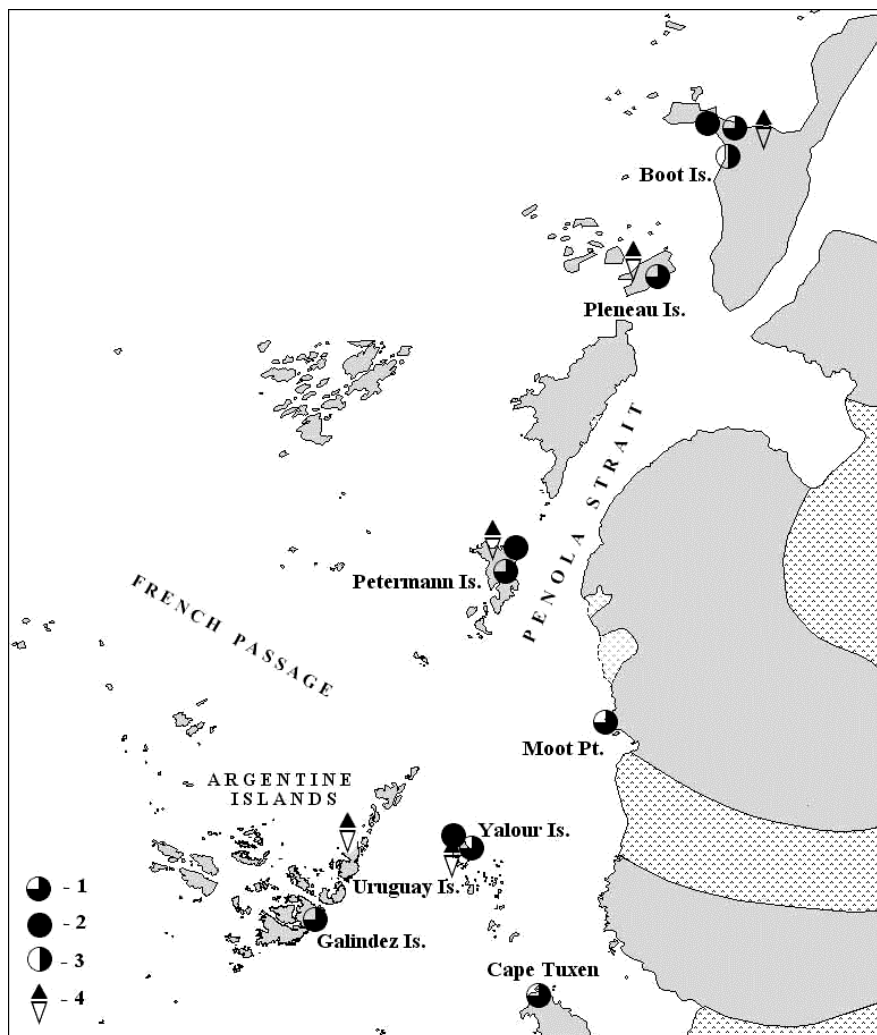 Boot Is.
Pleneau Is.
PENOLA STRAIT
Petermann Is.
FRENCH PASSAGE
Moot Pt.
ARGENTINE
ISLANDS
Yalour Is.
Uruguay Is.
Galindez Is.
Cape Tuxen
- 1
- 2
- 3
- 4